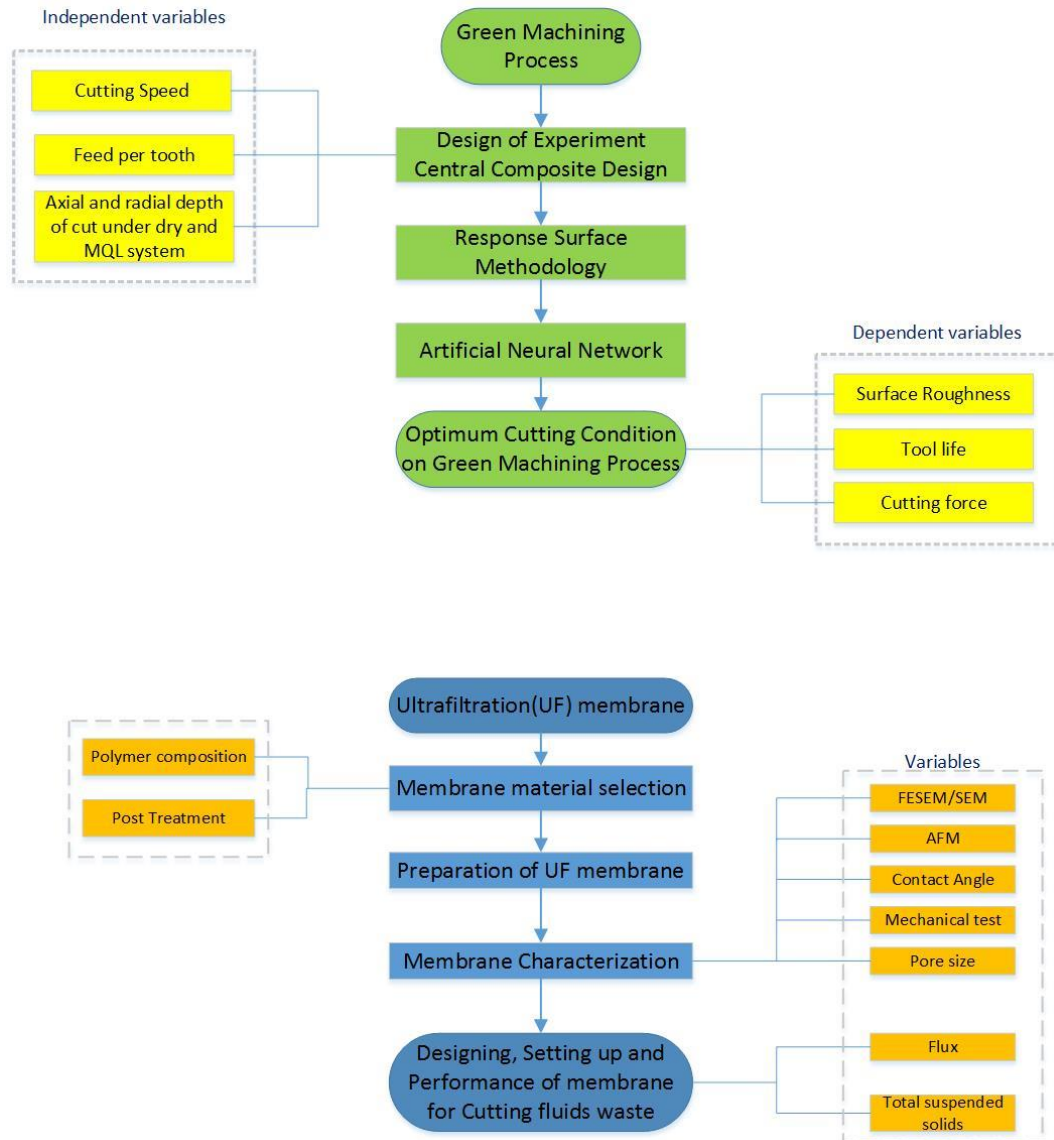 Independent variables
Green Machining
Process
Cutting Speed
Feed per tooth
Axial and radial depth
of cut under dry and
MQL system
Design of Experiment
Central Composite Design
Response Surface
Methodology
Artificial Neural Network
Optimum Cutting Condition
on Green Machining Process
Dependent variables
Surface Roughness
Tool life
Cutting force
Ultrafiltration(UF) membrane
Polymer composition
Post Treatment
Membrane material selection
Preparation of UF membrane
Membrane Characterization
Designing, Setting up and
Performance of membrane
for Cutting fluids waste
Variables
FESEM/SEM
AFM
Contact Angle
Mechanical test
Pore size
Flux
Total suspended
solids